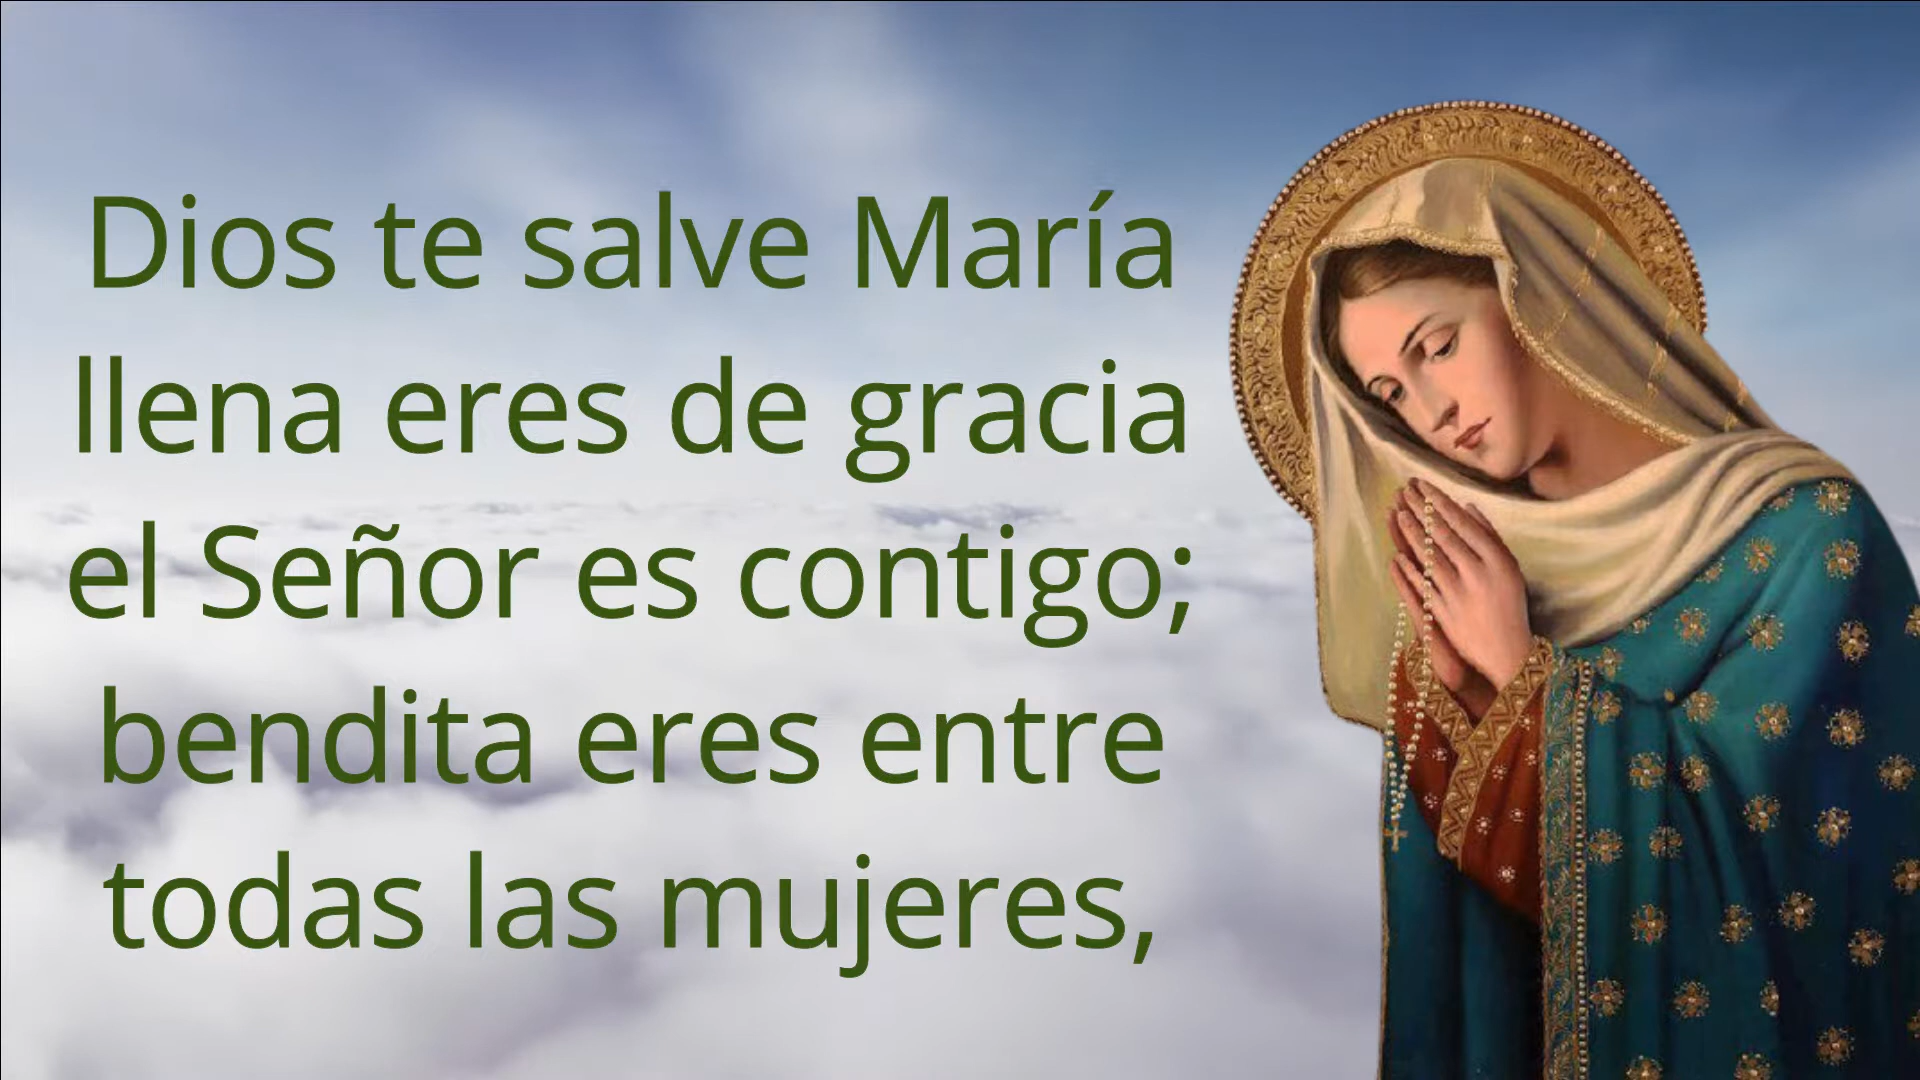 Dios te salve María
llena eres de gracia
el Señor es contigo;
bendita eres entre
todas las mujeres,